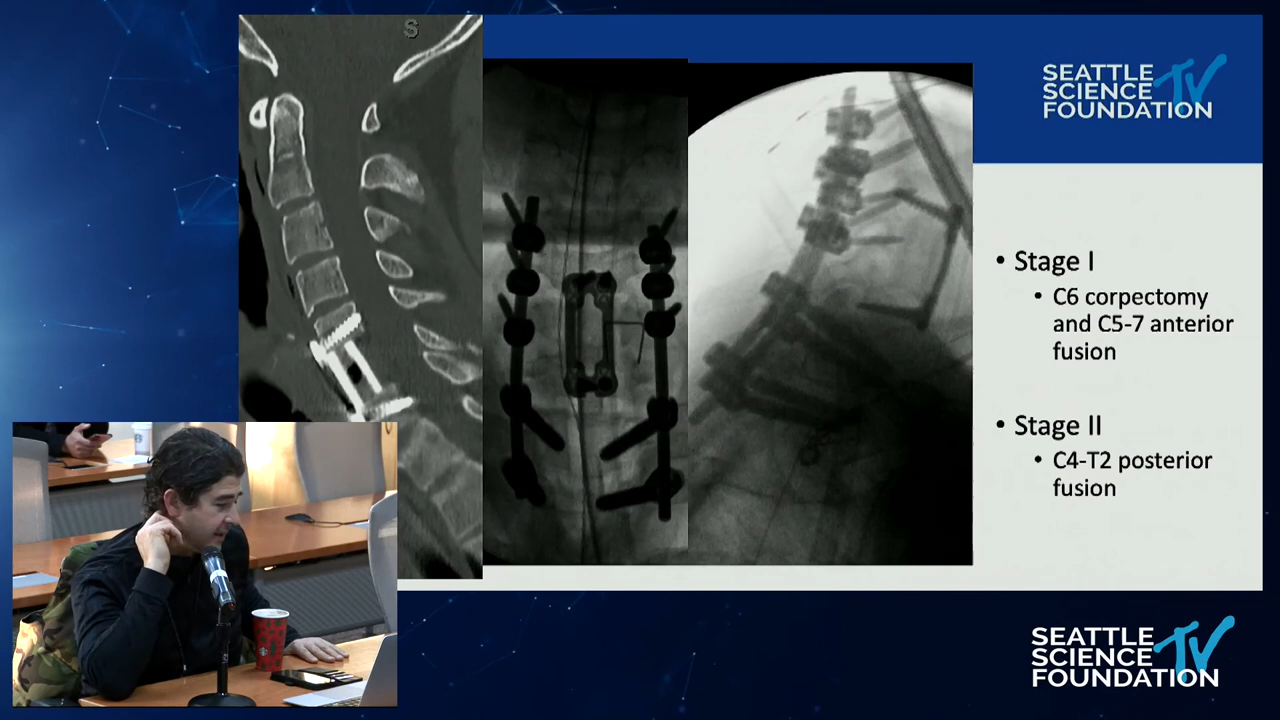 S
SEATTLE
SCIENCE TV
FOUNDATION
• Stage I
• C6 corpectomy
and C5-7 anterior
fusion
• Stage II
• C4-T2 posterior
fusion
SEATTLE
SCIENCE TV
FOUNDATION